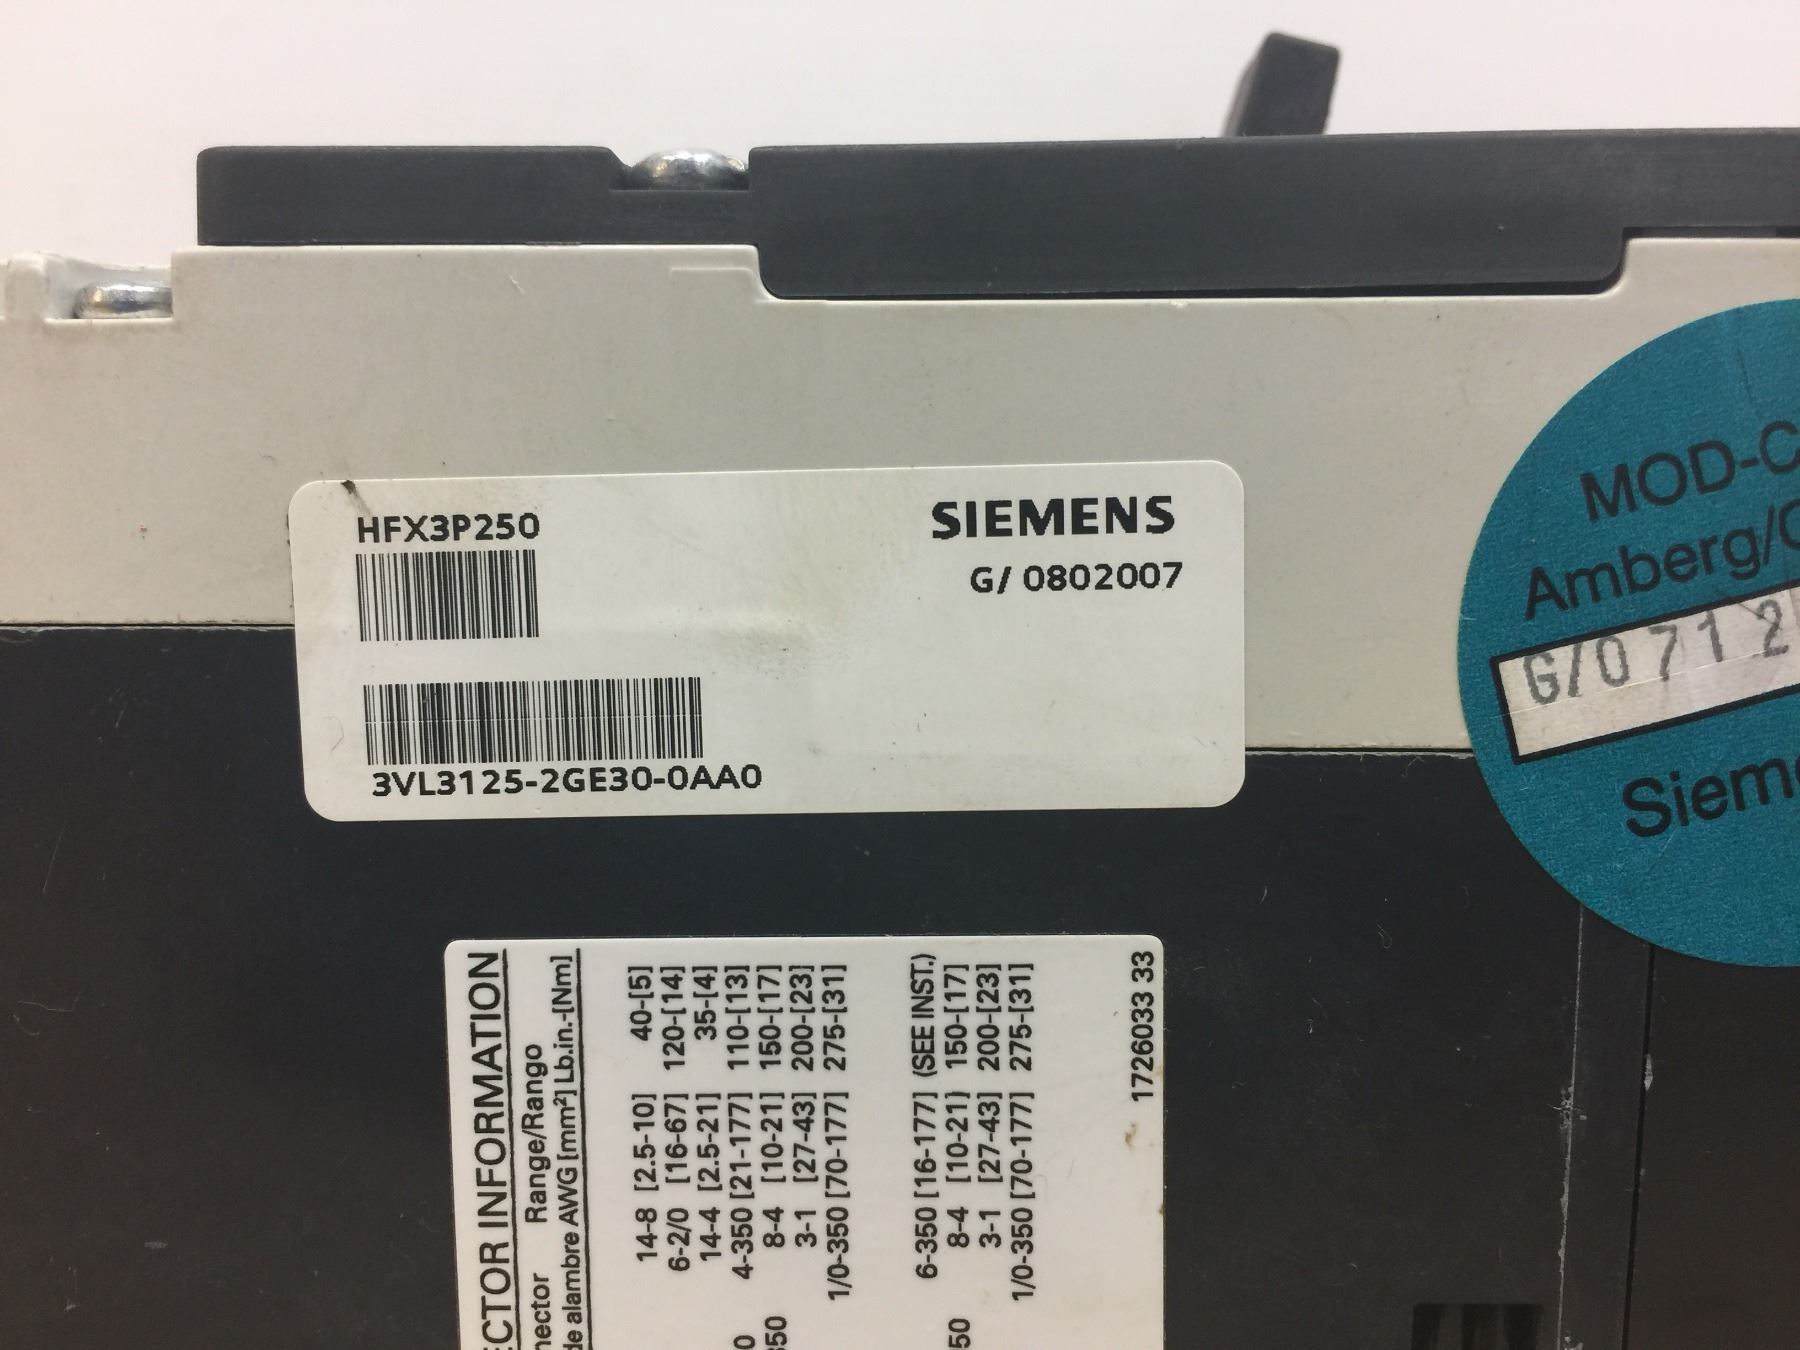 HFX3P250
SIEMENS
G/ 0802007
3VL3125-2GE30-0AA0
MOD-C
Amberg/
G/0712
Siem
ECTOR INFORMATION
nector Range/Rango
de alambre AWG [mm²] Lb.in.-[Nm]
14-8 [2.5-10] 40-[5]
6-2/0 [16-67] 120-[14]
14-4 [2.5-21] 35-[4]
4-350 [21-177] 110-[13]
8-4 [10-21] 150-[17]
3-1 [27-43] 200-[23]
1/0-350 [70-177] 275-[31]
6-350 [16-177] (SEE INST.)
8-4 [10-21) 150-[17]
3-1 [27-43] 200-[23]
1/0-350 [70-177] 275-[31]
1726033 33